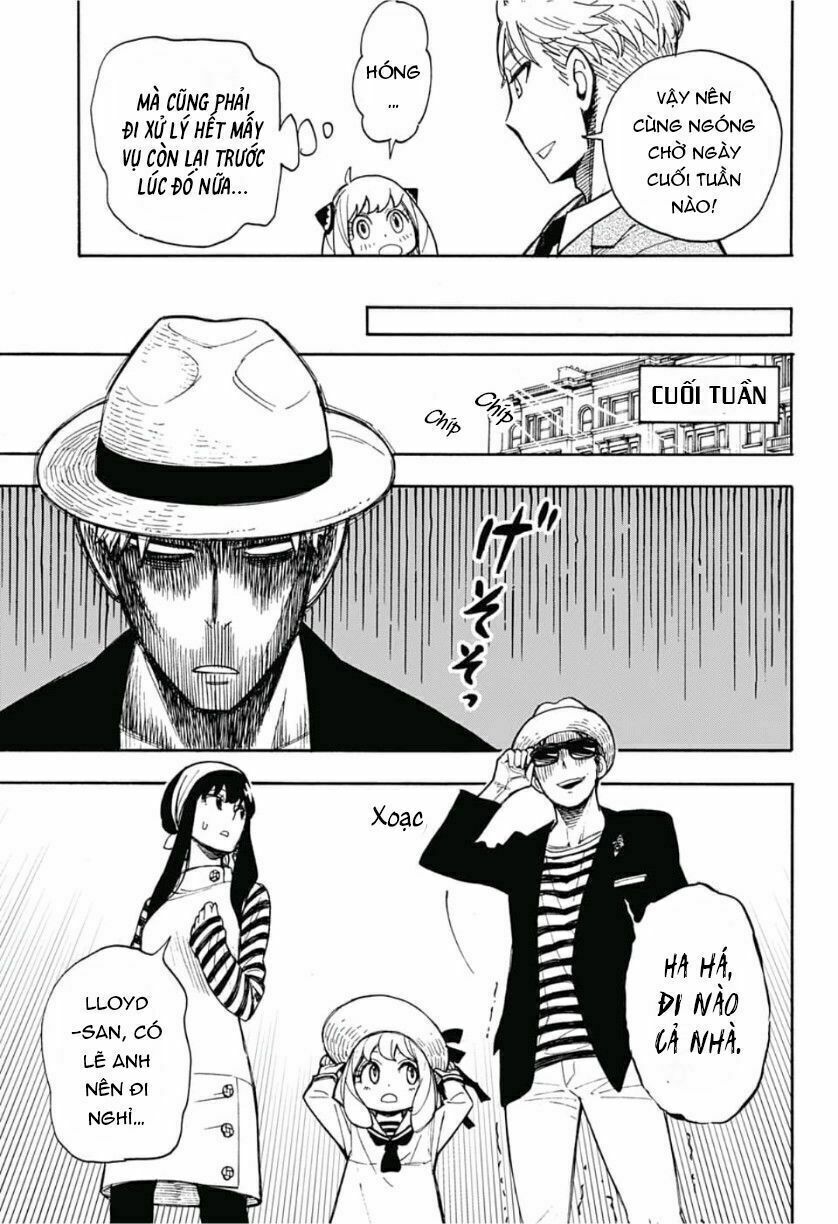 VẬY NÊN
CÙNG NGÓNG
CHỜ NGÀY
CUỐI TUẦN
NÀO!
HÓNG
...
MÀ CŨNG PHẢI
ĐI XỬ LÝ HẾT MẤY
VỤ CÒN LẠI TRƯỚC
LÚC ĐÓ NỮA...
CUỐI TUẦN
Chíp
Chíp
げそそっ
Xoạc
HA HÁ,
ĐI NÀO
CẢ NHÀ.
LLOYD
-SAN, CÓ
LẼ ANH
NÊN ĐI
NGHỈ...